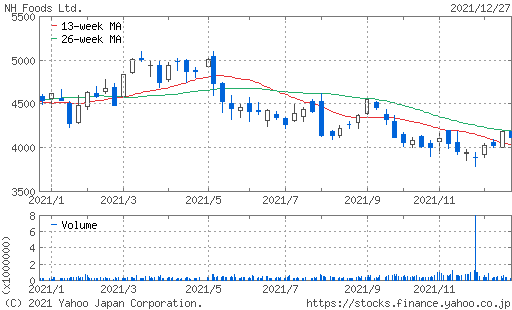 NH Foods Ltd. 2021/12/27
5500
13-week MA
26-week MA
5000
4500
4000
3500
2021/1 2021/3 2021/5 2021/7 2021/9 2021/11
8
Volume
6
4
2
0
(x1000000)
2021/1 2021/3 2021/5 2021/7 2021/9 2021/11
(C) 2021 Yahoo Japan Corporation. https://stocks.finance.yahoo.co.jp/